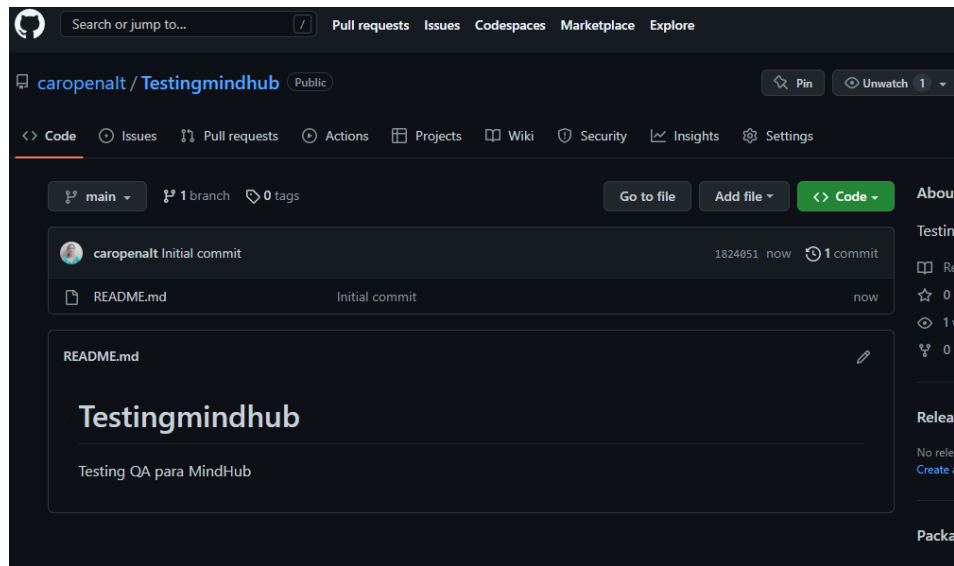 Search or jump to... / Pull requests Issues Codespaces Marketplace Explore
caropenalt / Testingmindhub Public Pin Unwatch 1
<> Code Issues Pull requests Actions Projects Wiki Security Insights Settings
main 1 branch 0 tags Go to file Add file <> Code
Abou
caropenalt Initial commit 1824051 now 1 commit
Testin
README.md Initial commit now
Re
0
1
0
README.md
Testingmindhub
Testing QA para MindHub
Relea
No rele
Create a
Packa